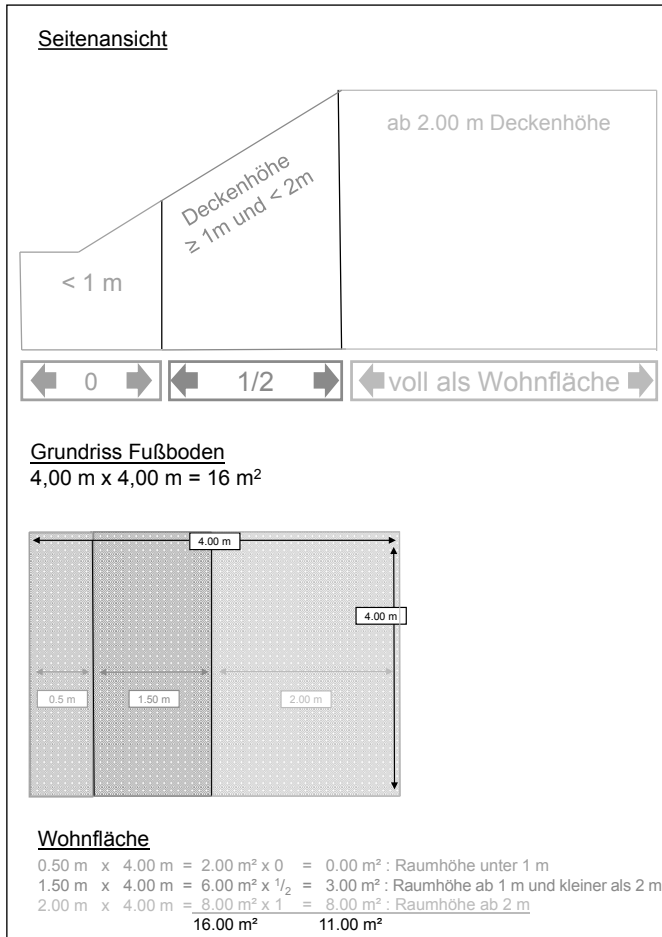 Seitenansicht
ab 2.00 m Deckenhöhe
Deckenhöhe
≥ 1m und < 2m
< 1 m
0
1/2
voll als Wohnfläche
Grundriss Fußboden
4,00 m x 4,00 m = 16 m²
4.00 m
4.00 m
0.5 m
1.50 m
2.00 m
Wohnfläche
0.50 m x 4.00 m = 2.00 m² x 0 = 0.00 m² : Raumhöhe unter 1 m
1.50 m x 4.00 m = 6.00 m² x 1/2 = 3.00 m² : Raumhöhe ab 1 m und kleiner als 2 m
2.00 m x 4.00 m = 8.00 m² x 1 = 8.00 m² : Raumhöhe ab 2 m
16.00 m² 11.00 m²